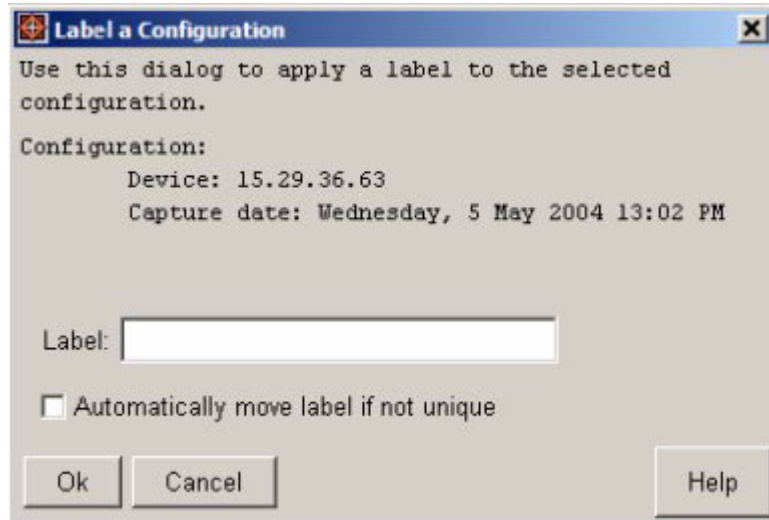 Label a Configuration
Use this dialog to apply a label to the selected
configuration.
Configuration:
Device: 15.29.36.63
Capture date: Wednesday, 5 May 2004 13:02 PM
Label:
Automatically move label if not unique
Ok Cancel Help